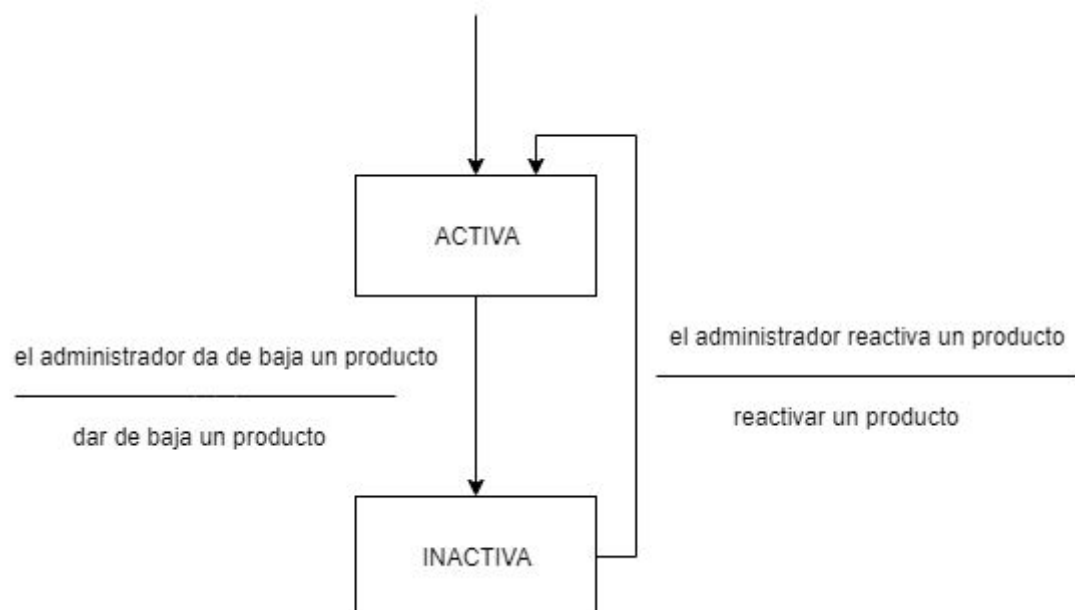 ACTIVA
el administrador da de baja un producto
dar de baja un producto
el administrador reactiva un producto
reactivar un producto
INACTIVA